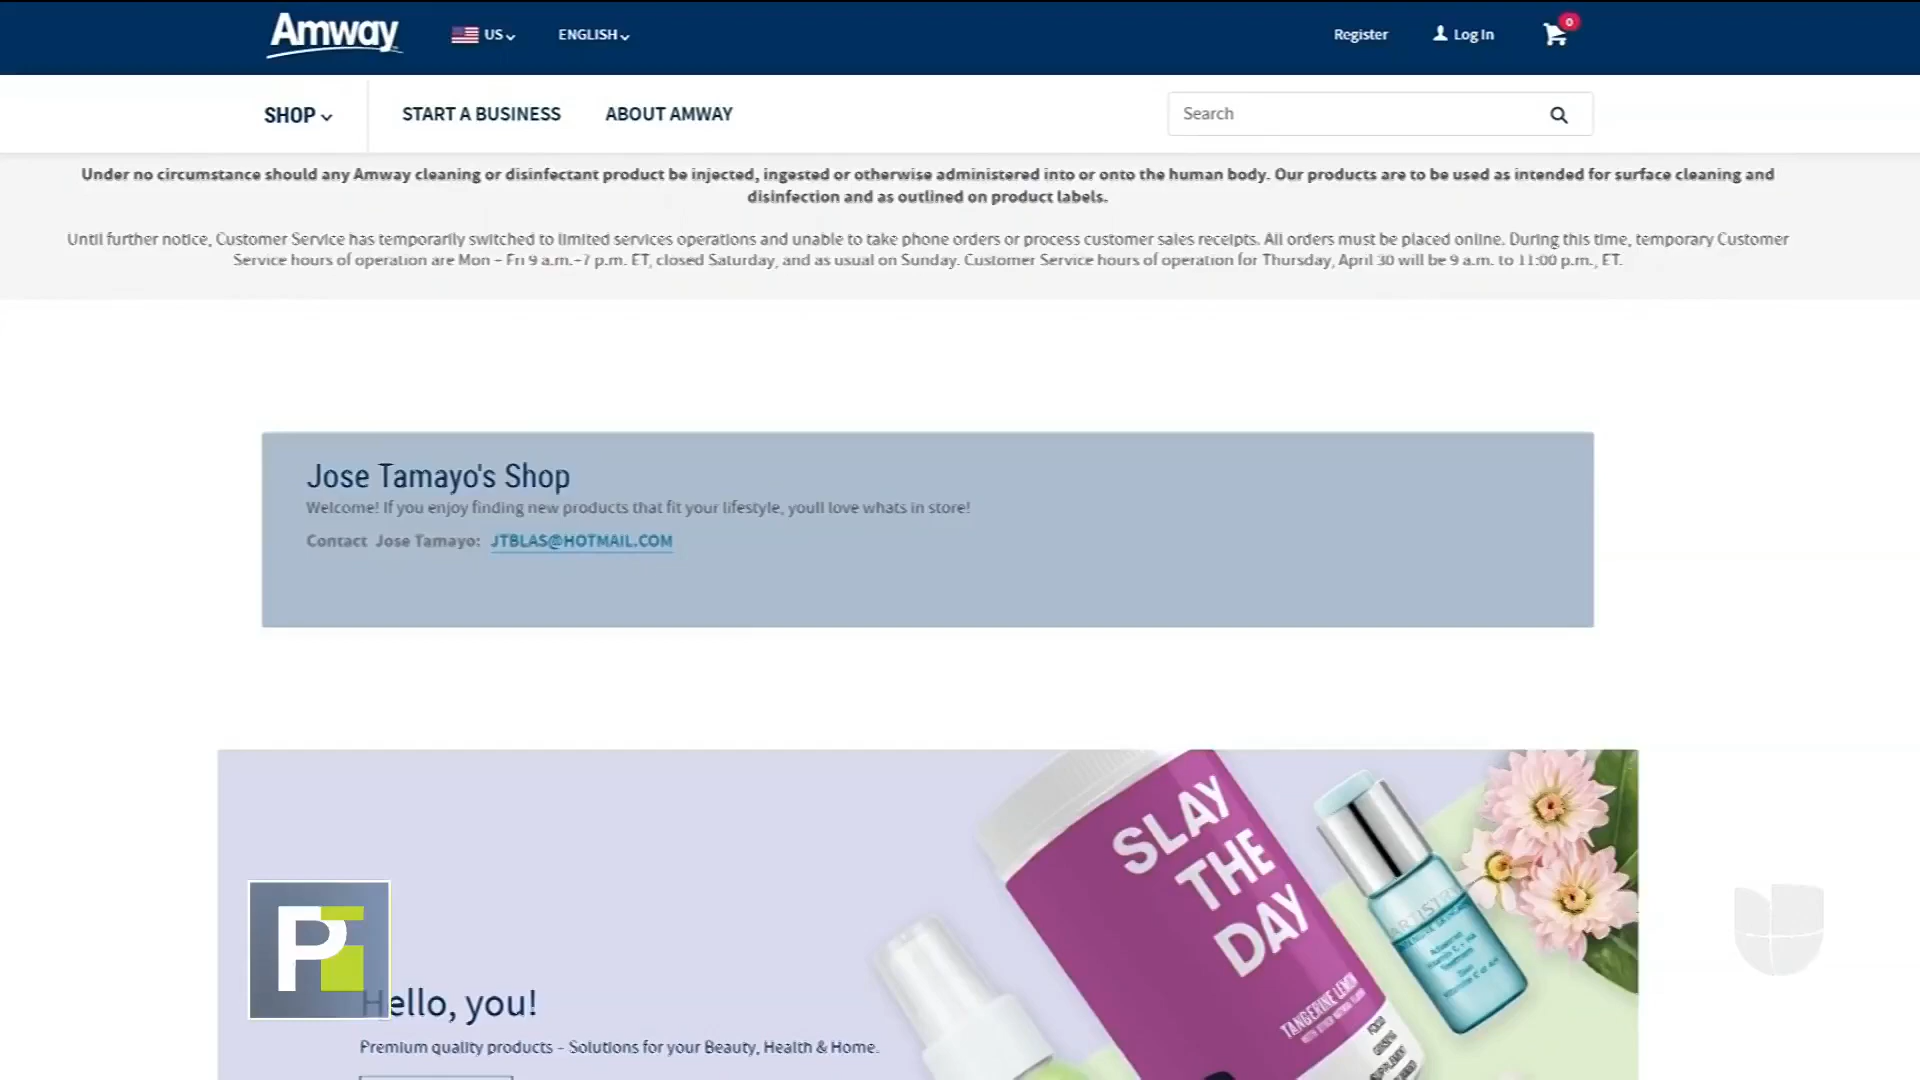 Amway
US
ENGLISH
Register
Log In
0
SHOP
START A BUSINESS
ABOUT AMWAY
Search
Under no circumstance should any Amway cleaning or disinfectant product be injected, ingested or otherwise administered into or onto the human body. Our products are to be used as intended for surface cleaning and
disinfection and as outlined on product labels.
Until further notice, Customer Service has temporarily switched to limited services operations and unable to take phone orders or process customer sales receipts. All orders must be placed online. During this time, temporary Customer
Service hours of operation are Mon – Fri 9 a.m.–7 p.m. ET, closed Saturday, and as usual on Sunday. Customer Service hours of operation for Thursday, April 30 will be 9 a.m. to 11:00 p.m., ET.
Jose Tamayo's Shop
Welcome! If you enjoy finding new products that fit your lifestyle, youll love whats in store!
Contact Jose Tamayo: JTBLAS@HOTMAIL.COM
SLAY
THE
DAY
TANGERINE LEMON
ARTISTRY
PF
Hello, you!
Premium quality products – Solutions for your Beauty, Health & Home.